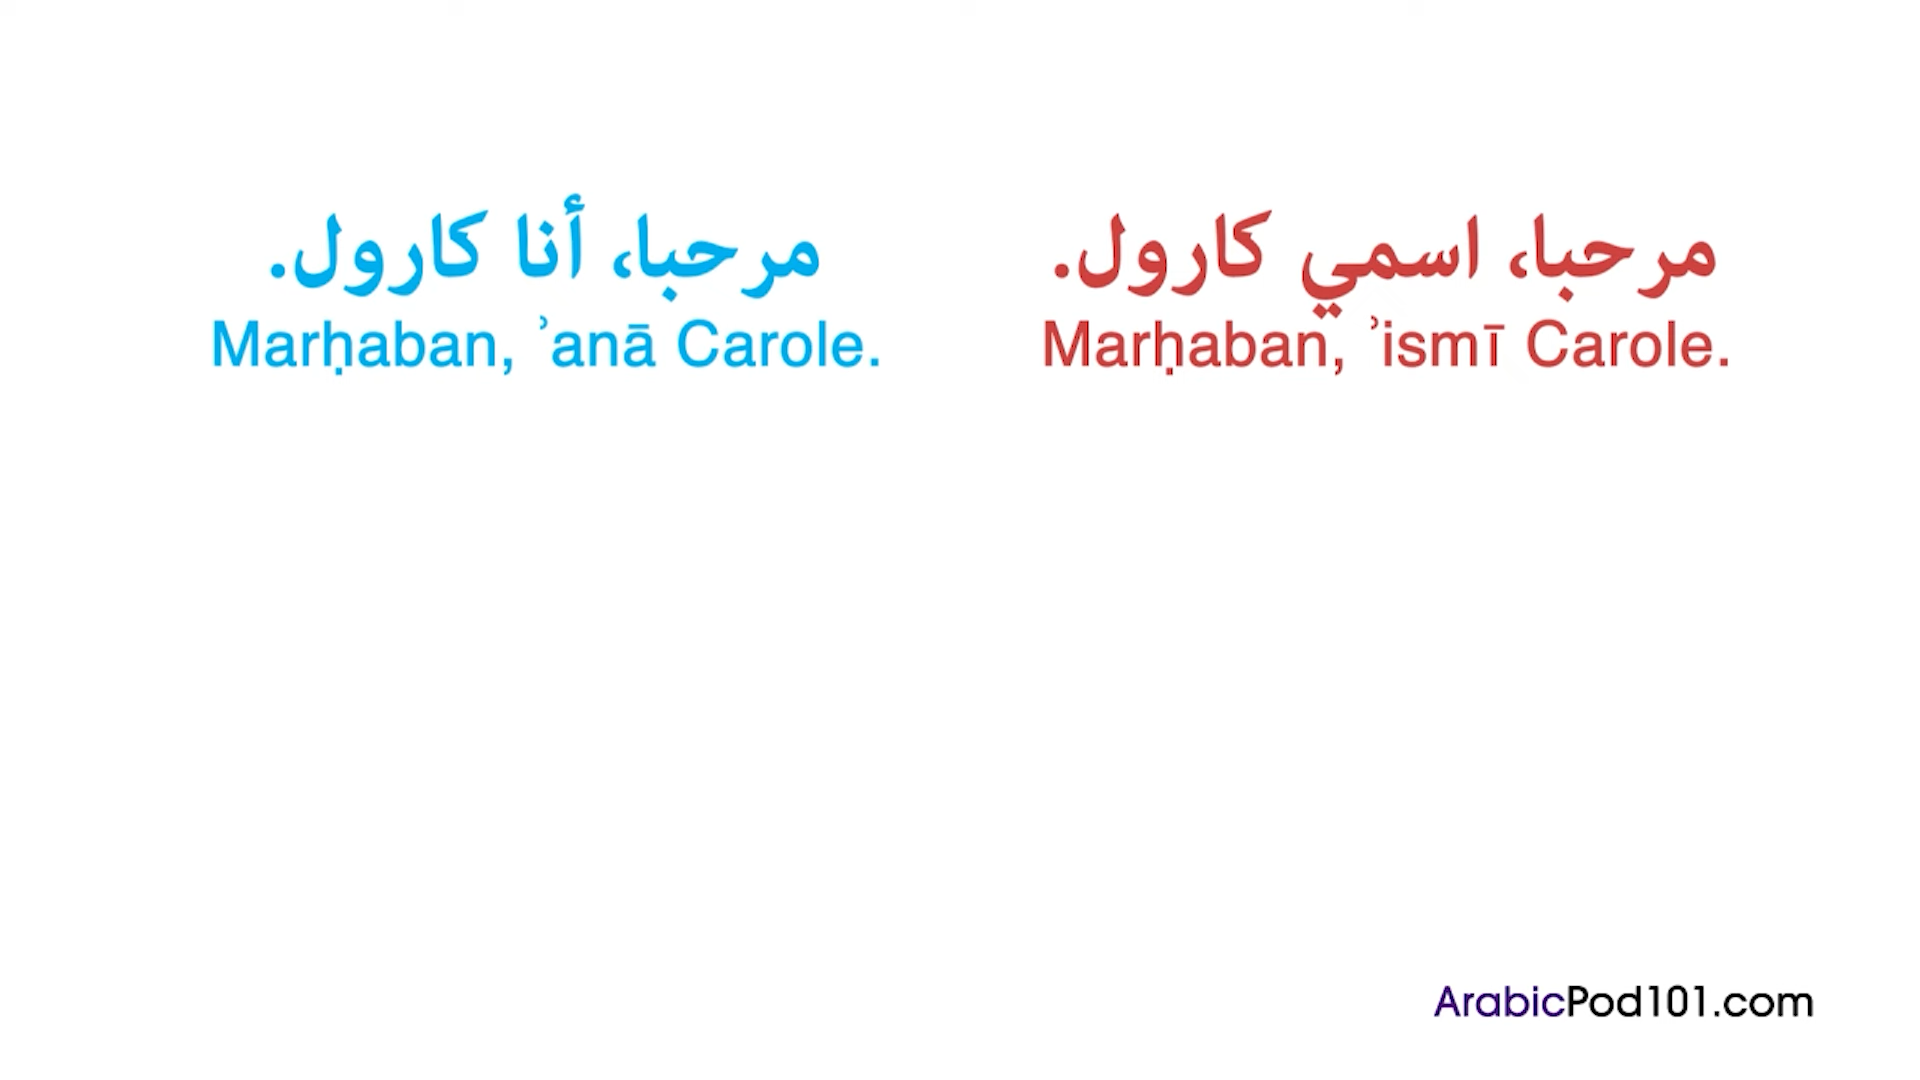 مرحبا، أنا كارول.
Marḥaban, ʾanā Carole.
مرحبا، اسمي كارول.
Marḥaban, ʾismī Carole.
ArabicPod101.com